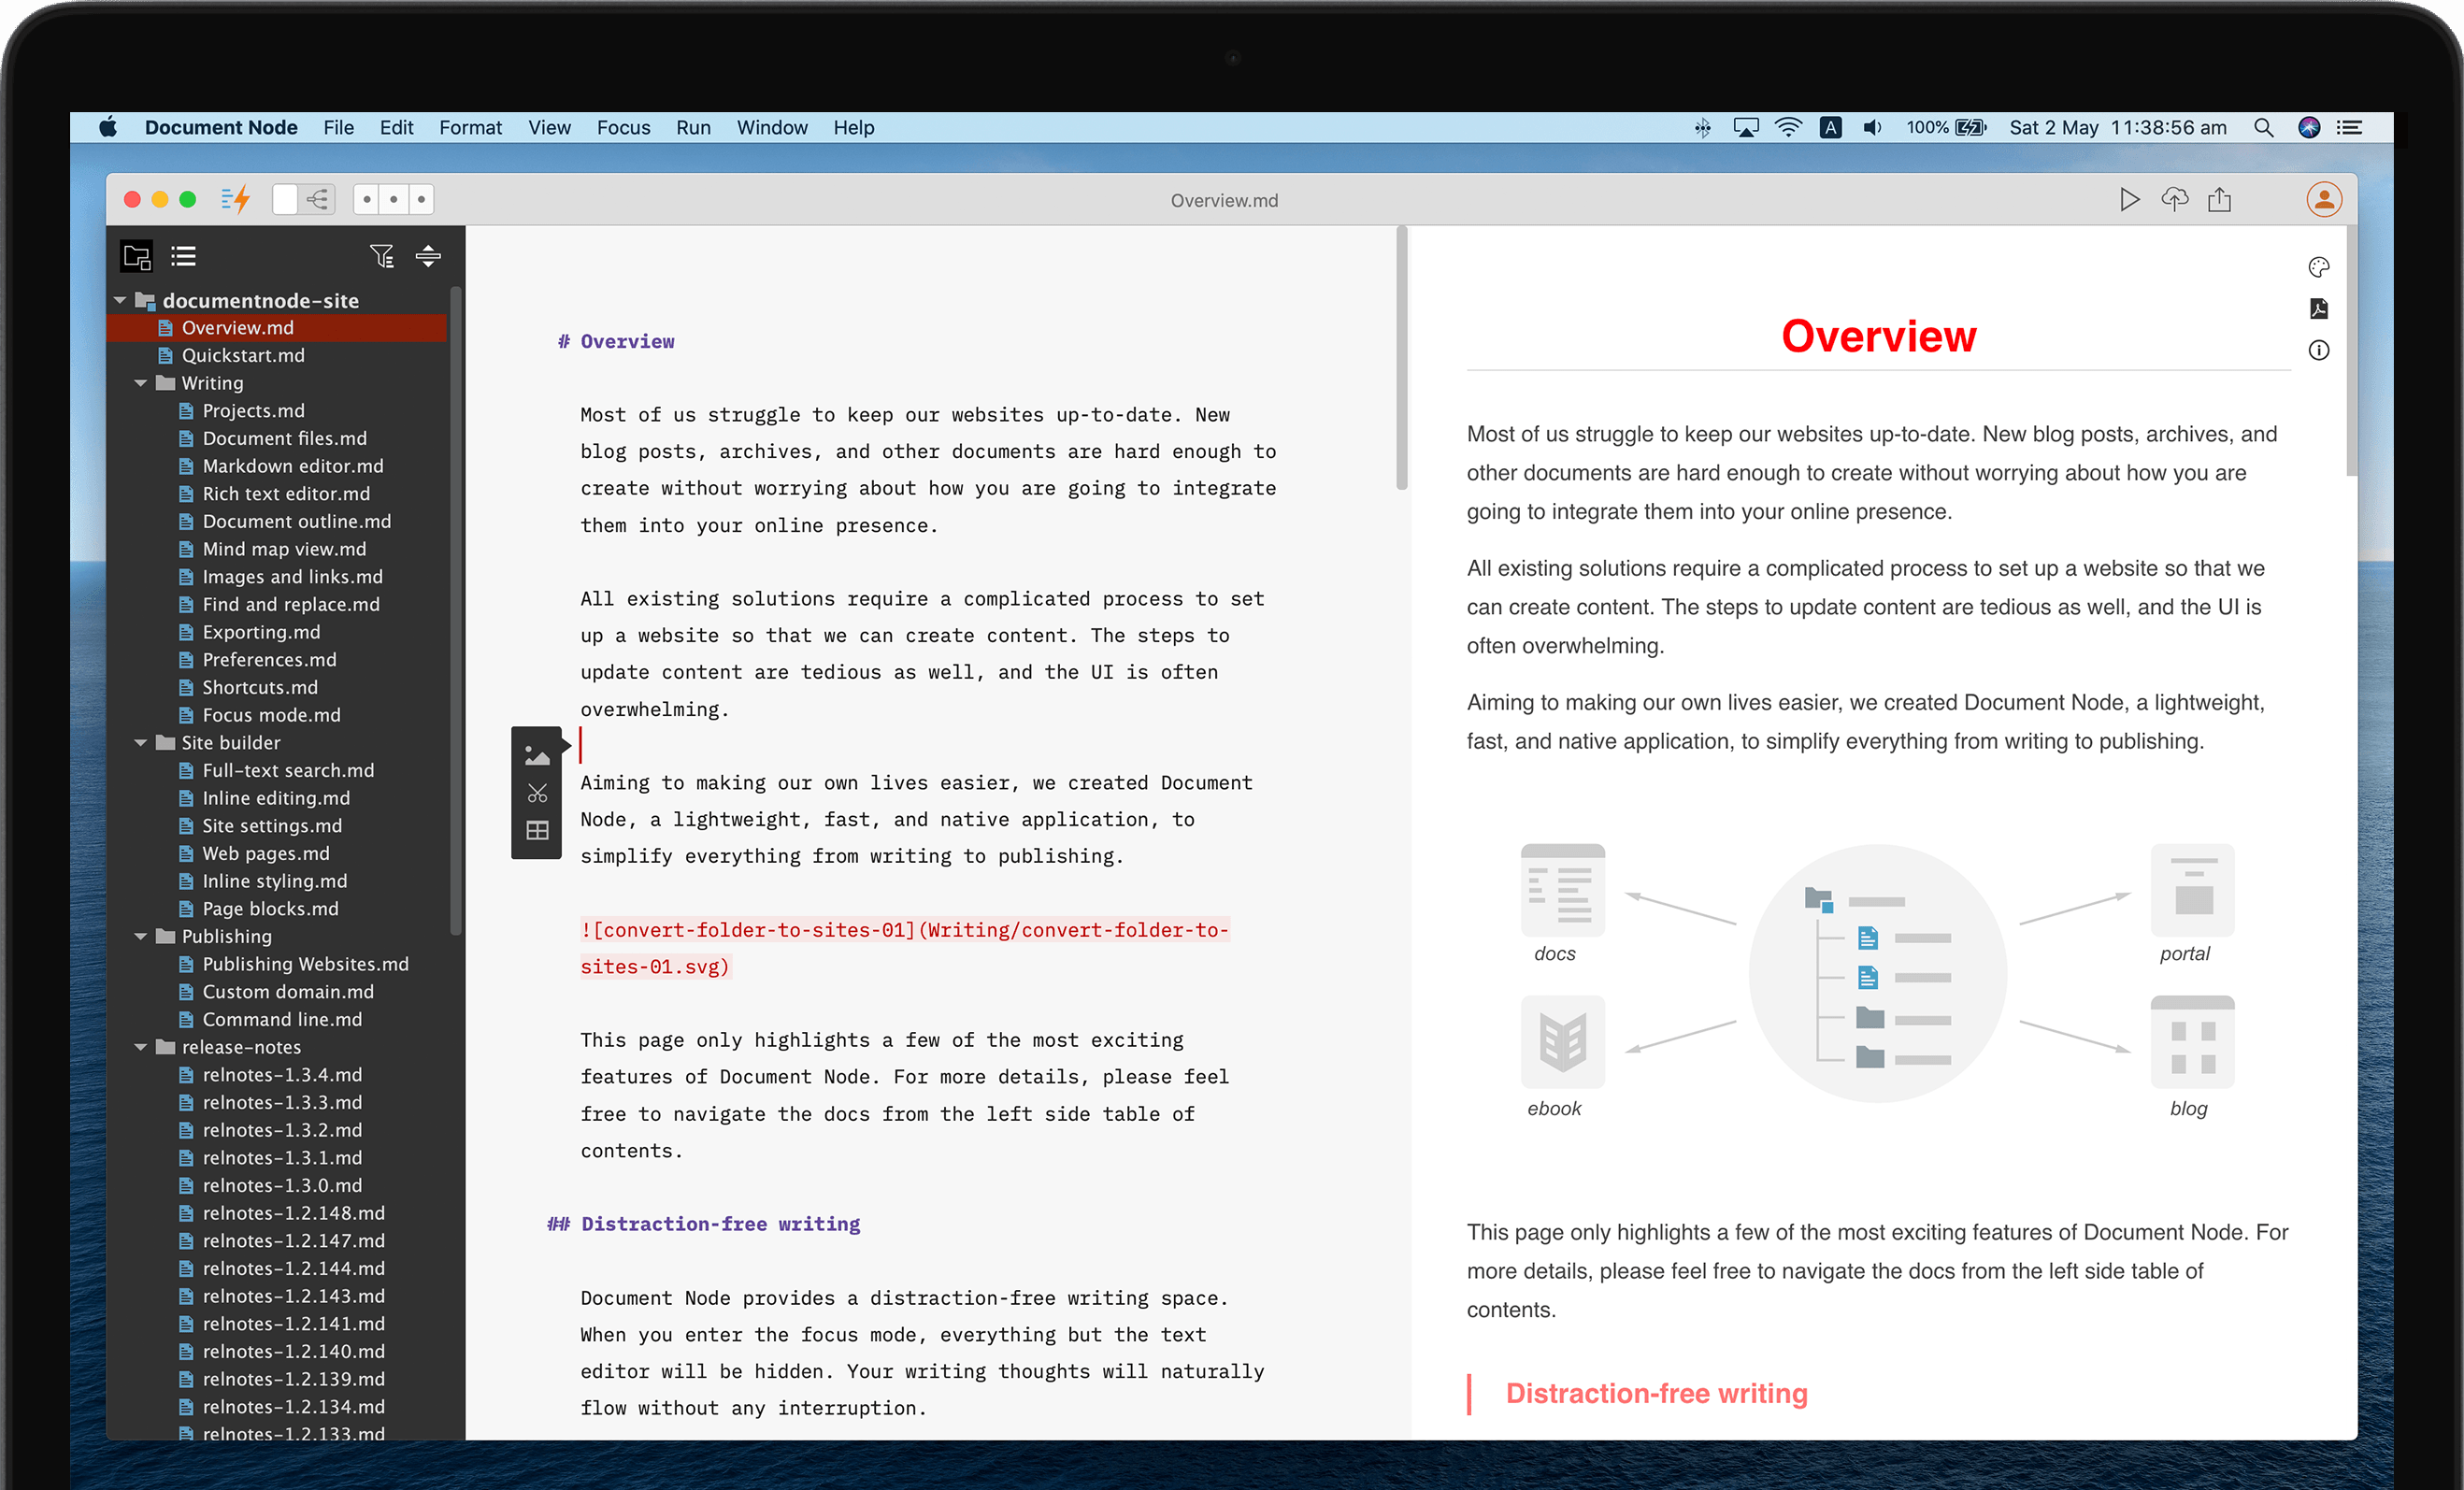 Document Node File Edit Format View Focus Run Window Help
A 100% Sat 2 May 11:38:56 am
Overview.md
documentnode-site
Overview.md
Quickstart.md
Writing
Projects.md
Document files.md
Markdown editor.md
Rich text editor.md
Document outline.md
Mind map view.md
Images and links.md
Find and replace.md
Exporting.md
Preferences.md
Shortcuts.md
Focus mode.md
Site builder
Full-text search.md
Inline editing.md
Site settings.md
Web pages.md
Inline styling.md
Page blocks.md
Publishing
Publishing Websites.md
Custom domain.md
Command line.md
release-notes
relnotes-1.3.4.md
relnotes-1.3.3.md
relnotes-1.3.2.md
relnotes-1.3.1.md
relnotes-1.3.0.md
relnotes-1.2.148.md
relnotes-1.2.147.md
relnotes-1.2.144.md
relnotes-1.2.143.md
relnotes-1.2.141.md
relnotes-1.2.140.md
relnotes-1.2.139.md
relnotes-1.2.134.md
relnotes-1.2.133.md
# Overview
Most of us struggle to keep our websites up-to-date. New
blog posts, archives, and other documents are hard enough to
create without worrying about how you are going to integrate
them into your online presence.
All existing solutions require a complicated process to set
up a website so that we can create content. The steps to
update content are tedious as well, and the UI is often
overwhelming.
Aiming to making our own lives easier, we created Document
Node, a lightweight, fast, and native application, to
simplify everything from writing to publishing.
![convert-folder-to-sites-01](Writing/convert-folder-to-
sites-01.svg)
This page only highlights a few of the most exciting
features of Document Node. For more details, please feel
free to navigate the docs from the left side table of
contents.
## Distraction-free writing
Document Node provides a distraction-free writing space.
When you enter the focus mode, everything but the text
editor will be hidden. Your writing thoughts will naturally
flow without any interruption.
Overview
Most of us struggle to keep our websites up-to-date. New blog posts, archives, and
other documents are hard enough to create without worrying about how you are
going to integrate them into your online presence.
All existing solutions require a complicated process to set up a website so that we
can create content. The steps to update content are tedious as well, and the UI is
often overwhelming.
Aiming to making our own lives easier, we created Document Node, a lightweight,
fast, and native application, to simplify everything from writing to publishing.
docs
portal
ebook
blog
This page only highlights a few of the most exciting features of Document Node. For
more details, please feel free to navigate the docs from the left side table of
contents.
Distraction-free writing